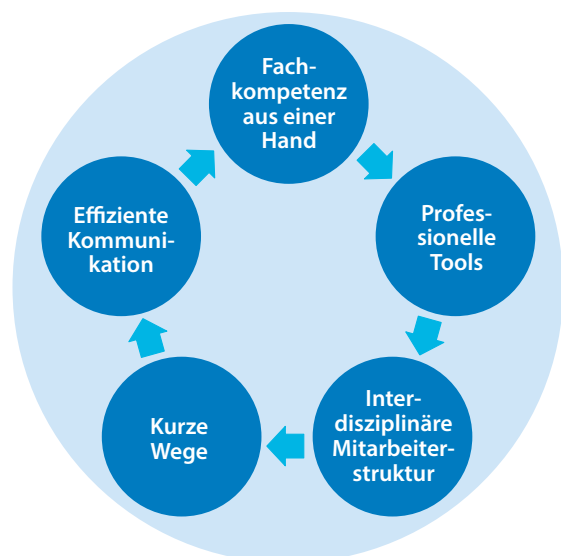 Fach-
kompetenz
aus einer
Hand
Profes-
sionelle
Tools
Inter-
disziplinäre
Mitarbeiter-
struktur
Kurze
Wege
Effiziente
Kommuni-
kation